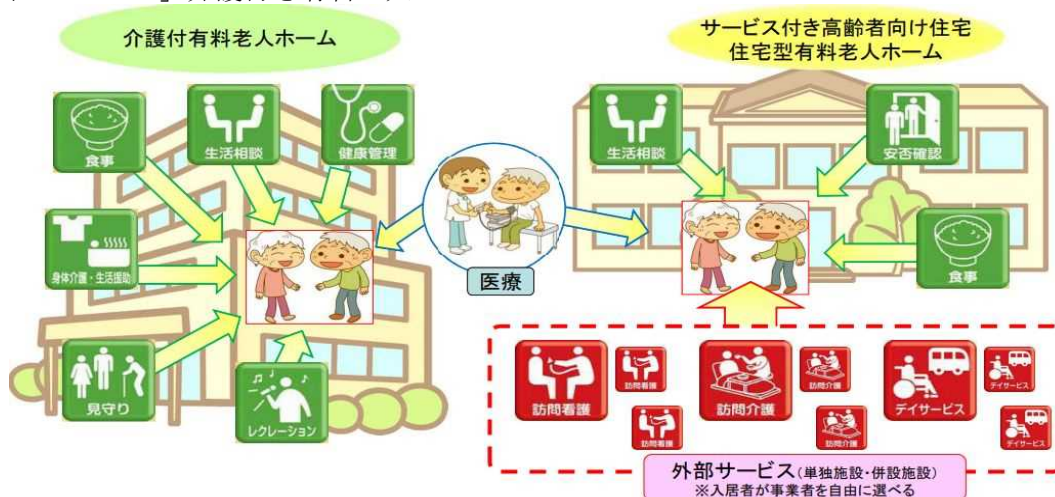 介護付有料老人ホーム
食事
生活相談
健康管理
身体介護・生活援助
見守り
レクレーション
医療
サービス付き高齢者向け住宅
住宅型有料老人ホーム
生活相談
安否確認
食事
訪問看護
訪問看護
訪問看護
訪問介護
訪問介護
訪問介護
デイサービス
デイサービス
デイサービス
外部サービス(単独施設・併設施設)
※入居者が事業者を自由に選べる